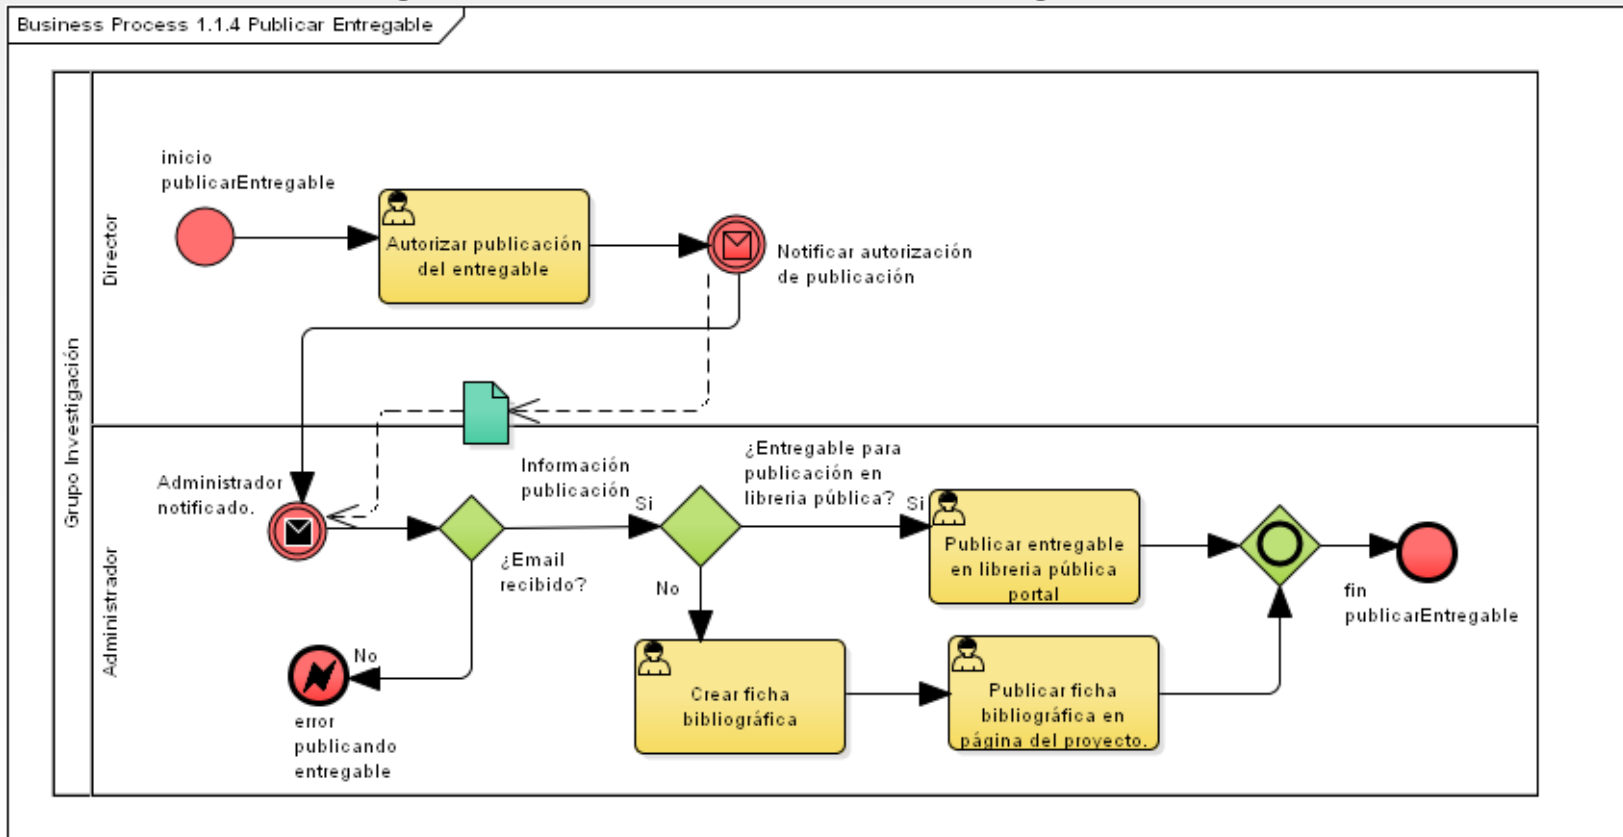 Business Process 1.1.4 Publicar Entregable
Grupo Investigación
Director
inicio
publicarEntregable
Autorizar publicación
del entregable
Notificar autorización
de publicación
Administrador
Administrador
notificado.
¿Email
recibido?
Información
publicación
Si
No
error
publicando
entregable
¿Entregable para
publicación en
libreria pública?
Si
No
Publicar entregable
en libreria pública
portal
Crear ficha
bibliográfica
Publicar ficha
bibliográfica en
página del proyecto.
fin
publicarEntregable